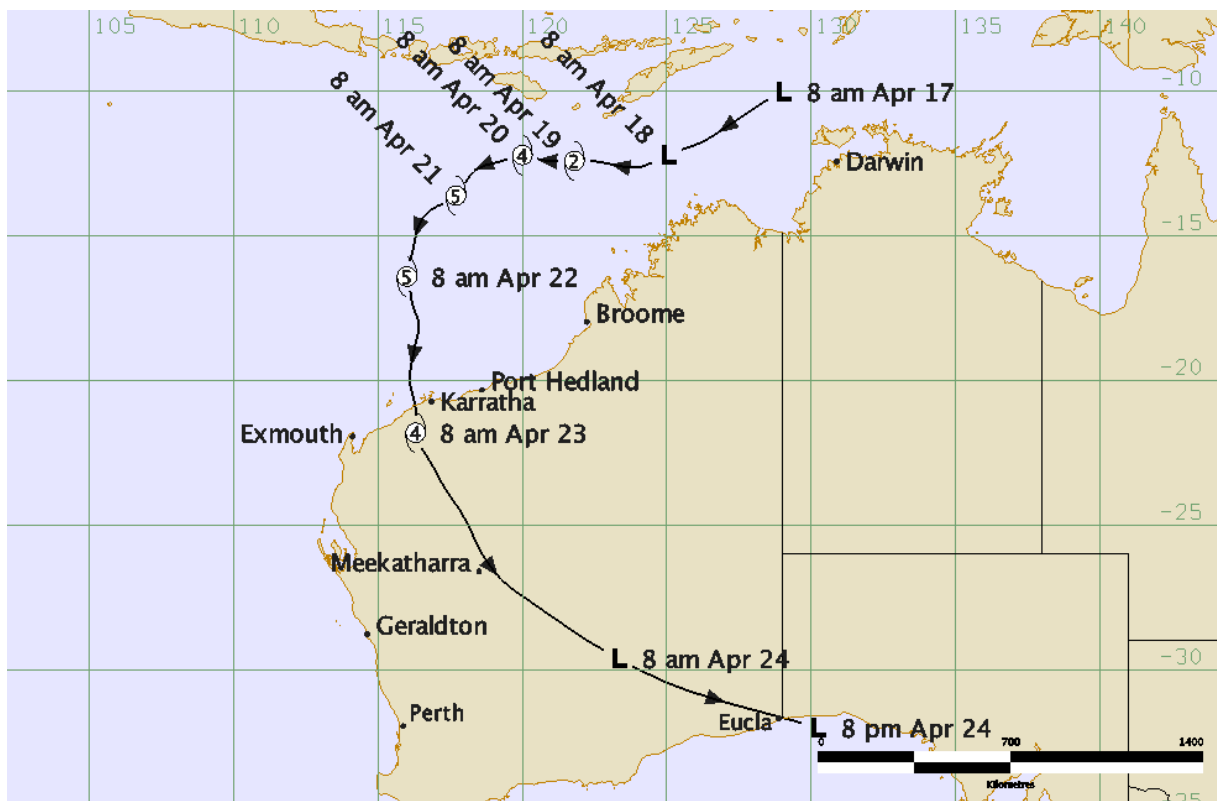 105 110 115 120 125 130 135 140
8 am Apr 18
8 am Apr 19
8 am Apr 20
8 am Apr 21
-10
L 8 am Apr 17
L
4
2
5
Darwin
-15
5 8 am Apr 22
Broome
-20
Port Hedland
Karratha
Exmouth
4 8 am Apr 23
-25
Meekatharra
Geraldton
-30
L 8 am Apr 24
Perth
Eucla
L 8 pm Apr 24
0 700 1400
Kilometres
-35